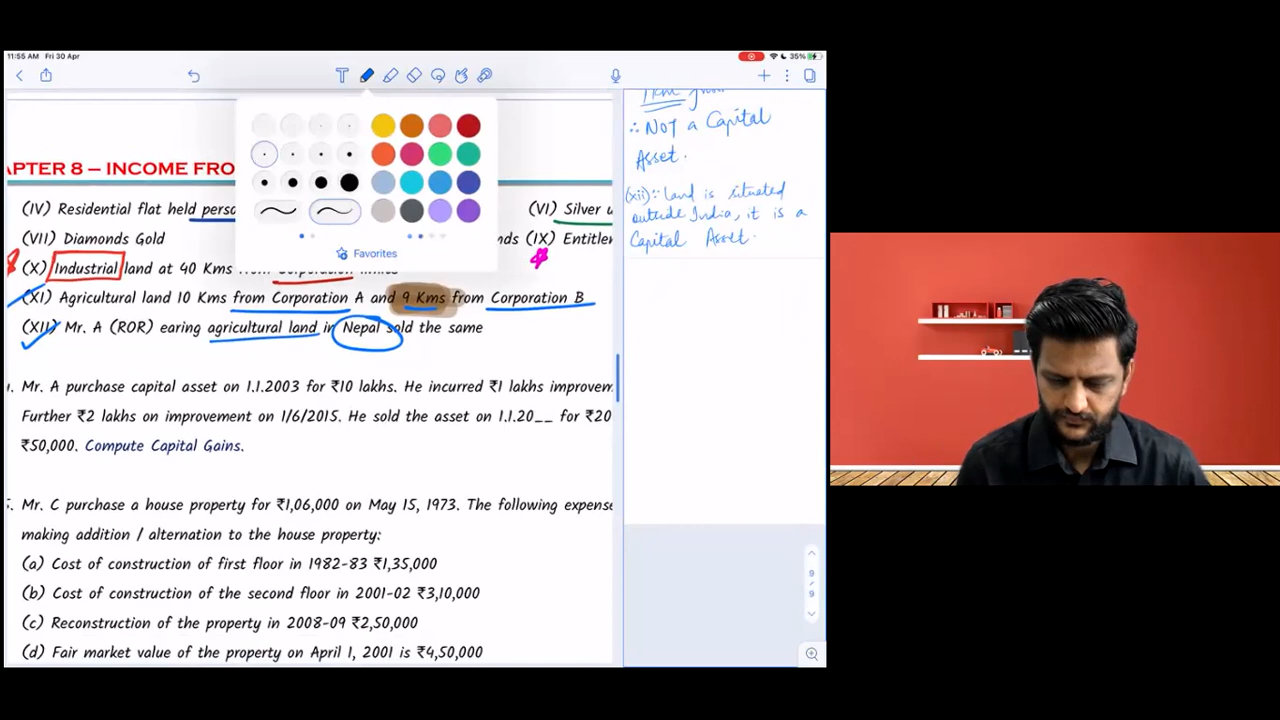 11:55 AM Fri 30 Apr
35%
APTER 8 – INCOME FRO
(IV) Residential flat held perso
(VI) Silver u
(VII) Diamonds Gold
nds (IX) Entitlen
(X) Industrial land at 40 Kms from Corporation limits
(XI) Agricultural land 10 Kms from Corporation A and 9 Kms from Corporation B
(XII) Mr. A (ROR) earing agricultural land in Nepal sold the same
Favorites
Mr. A purchase capital asset on 1.1.2003 for ₹10 lakhs. He incurred ₹1 lakhs improvem
Further ₹2 lakhs on improvement on 1/6/2015. He sold the asset on 1.1.20__ for ₹20
₹50,000. Compute Capital Gains.
Mr. C purchase a house property for ₹1,06,000 on May 15, 1973. The following expense
making addition / alternation to the house property:
(a) Cost of construction of first floor in 1982-83 ₹1,35,000
(b) Cost of construction of the second floor in 2001-02 ₹3,10,000
(c) Reconstruction of the property in 2008-09 ₹2,50,000
(d) Fair market value of the property on April 1, 2001 is ₹4,50,000
∴ NOT a Capital
Asset.
(xii) ∵ Land is situated
outside India, it is a
Capital Asset.
9
/
9